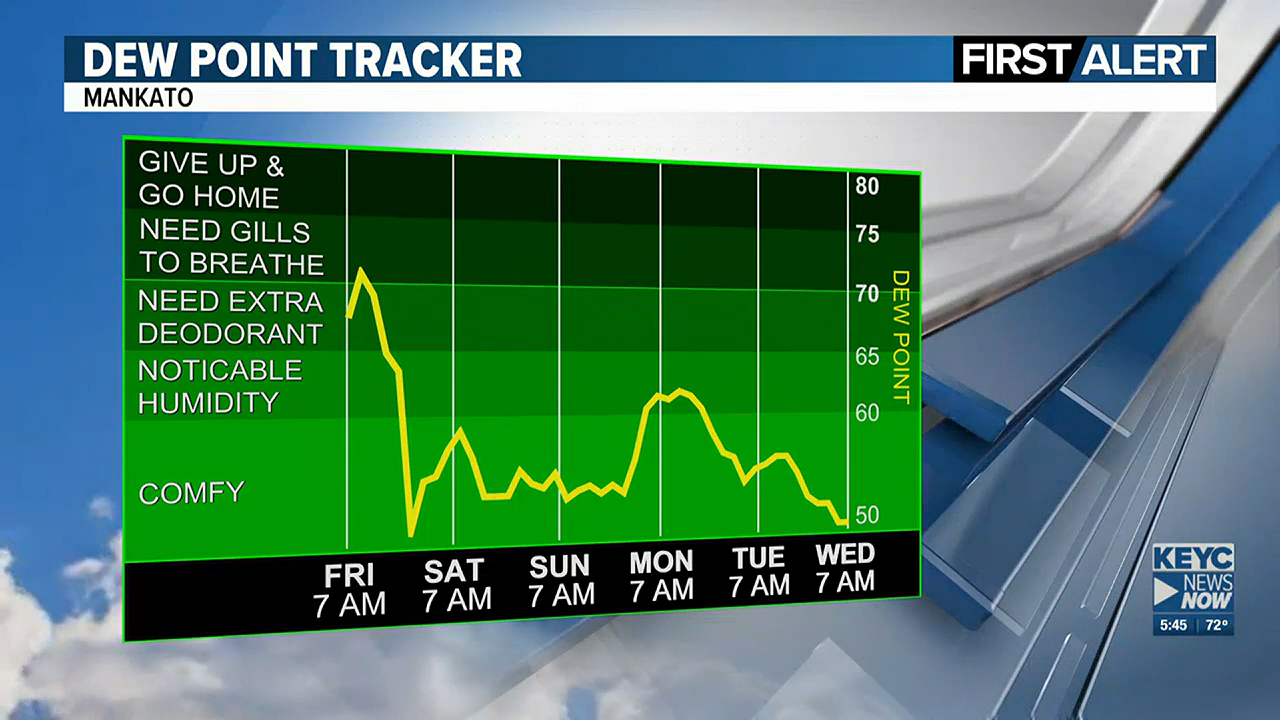 DEW POINT TRACKER
FIRST ALERT
MANKATO
GIVE UP &
GO HOME
NEED GILLS
TO BREATHE
NEED EXTRA
DEODORANT
NOTICABLE
HUMIDITY
COMFY
80
75
70
65
60
50
DEW POINT
FRI
7 AM
SAT
7 AM
SUN
7 AM
MON
7 AM
TUE
7 AM
WED
7 AM
KEYC
NEWS
NOW
5:45 72°